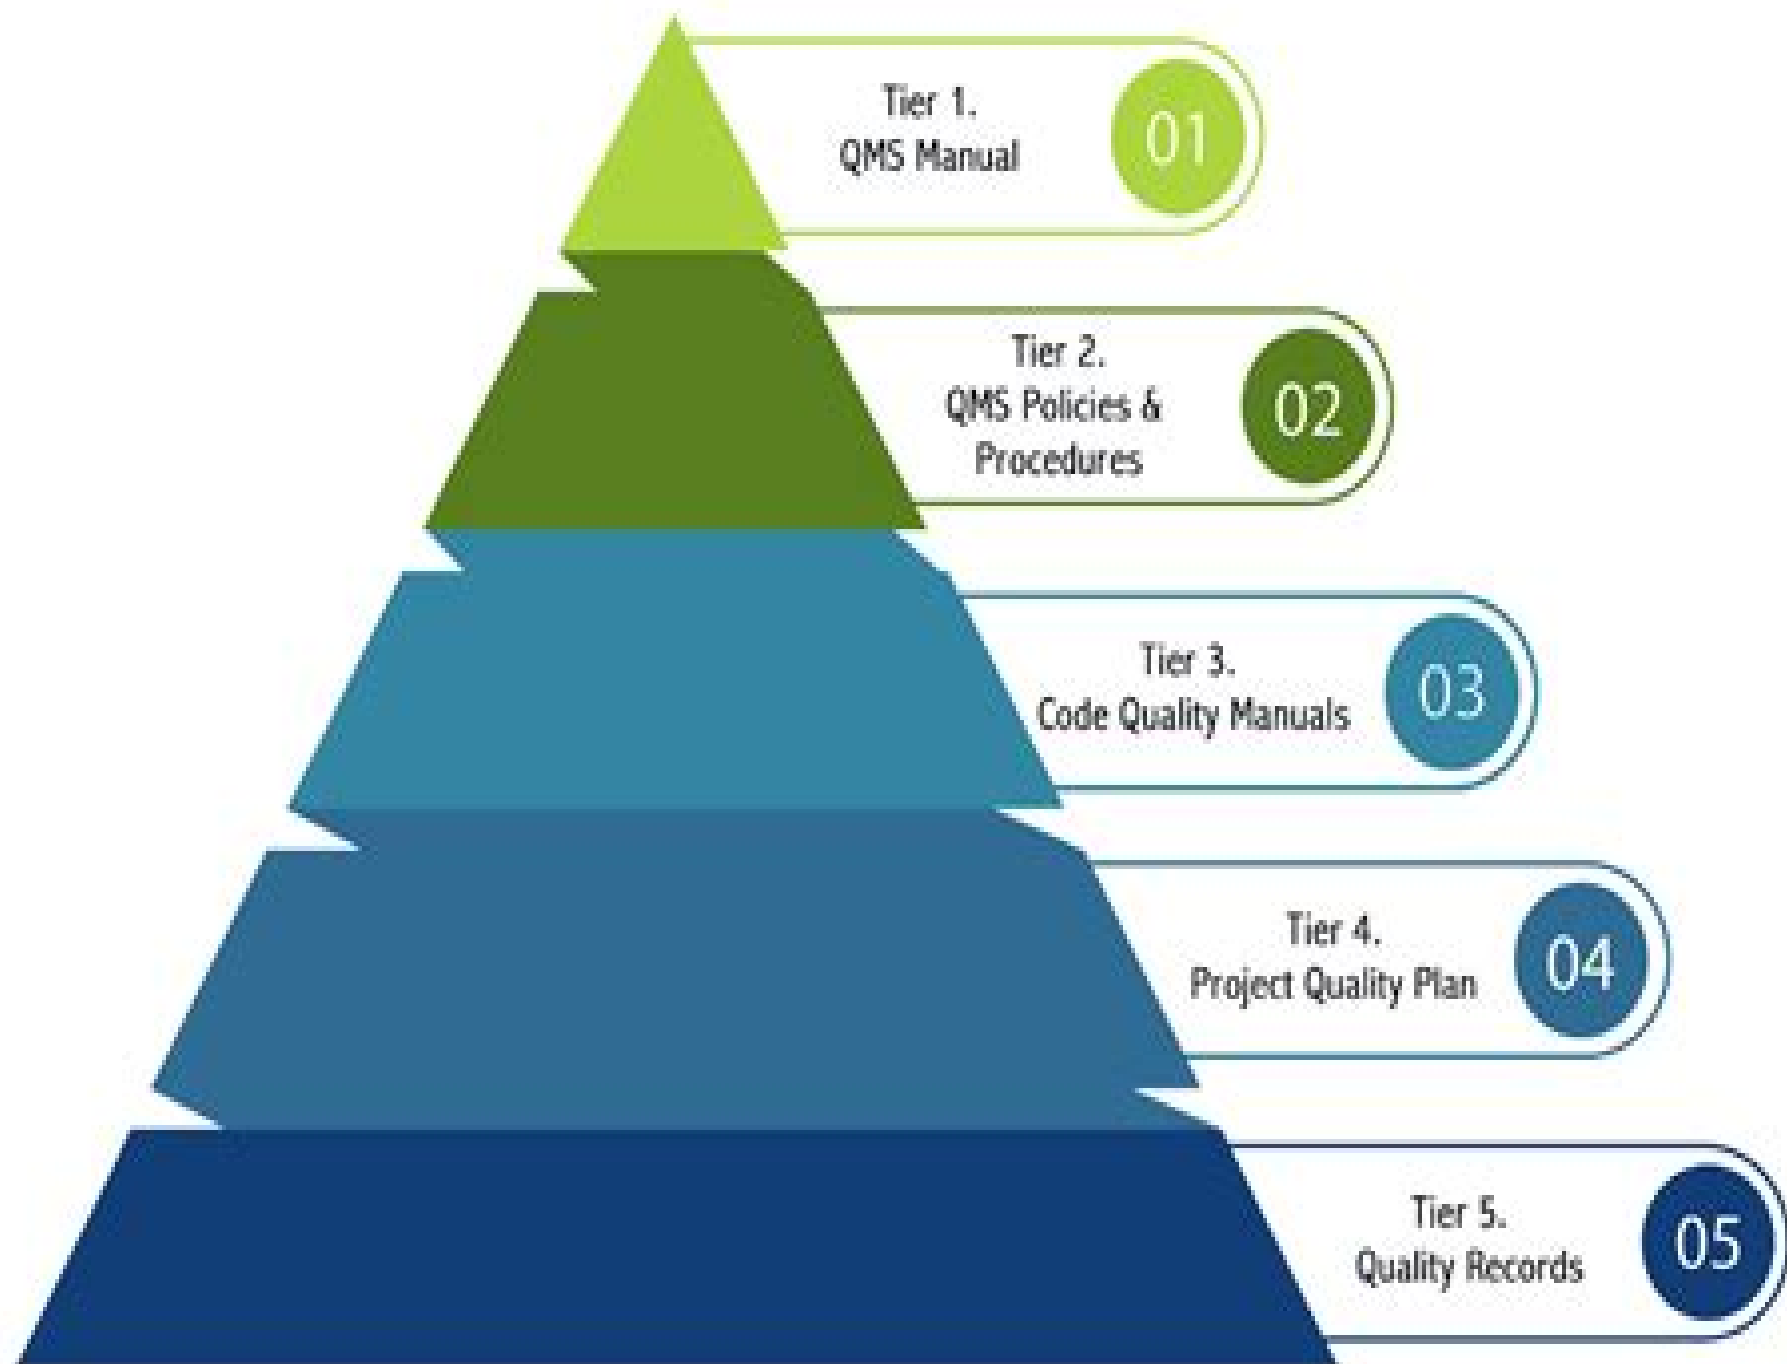 Tier 1.
QMS Manual
01
Tier 2.
QMS Policies &
Procedures
02
Tier 3.
Code Quality Manuals
03
Tier 4.
Project Quality Plan
04
Tier 5.
Quality Records
05